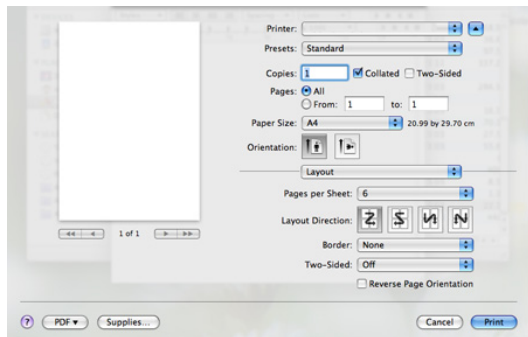 Printer:
Presets: Standard
Copies: 1 Collated Two-Sided
Pages: All
From: 1 to: 1
Paper Size: A4 20.99 by 29.70 cm
Orientation:
Layout
Pages per Sheet: 6
Layout Direction:
1 of 1
Border: None
Two-Sided: Off
Reverse Page Orientation
? PDF ▾ Supplies... Cancel Print